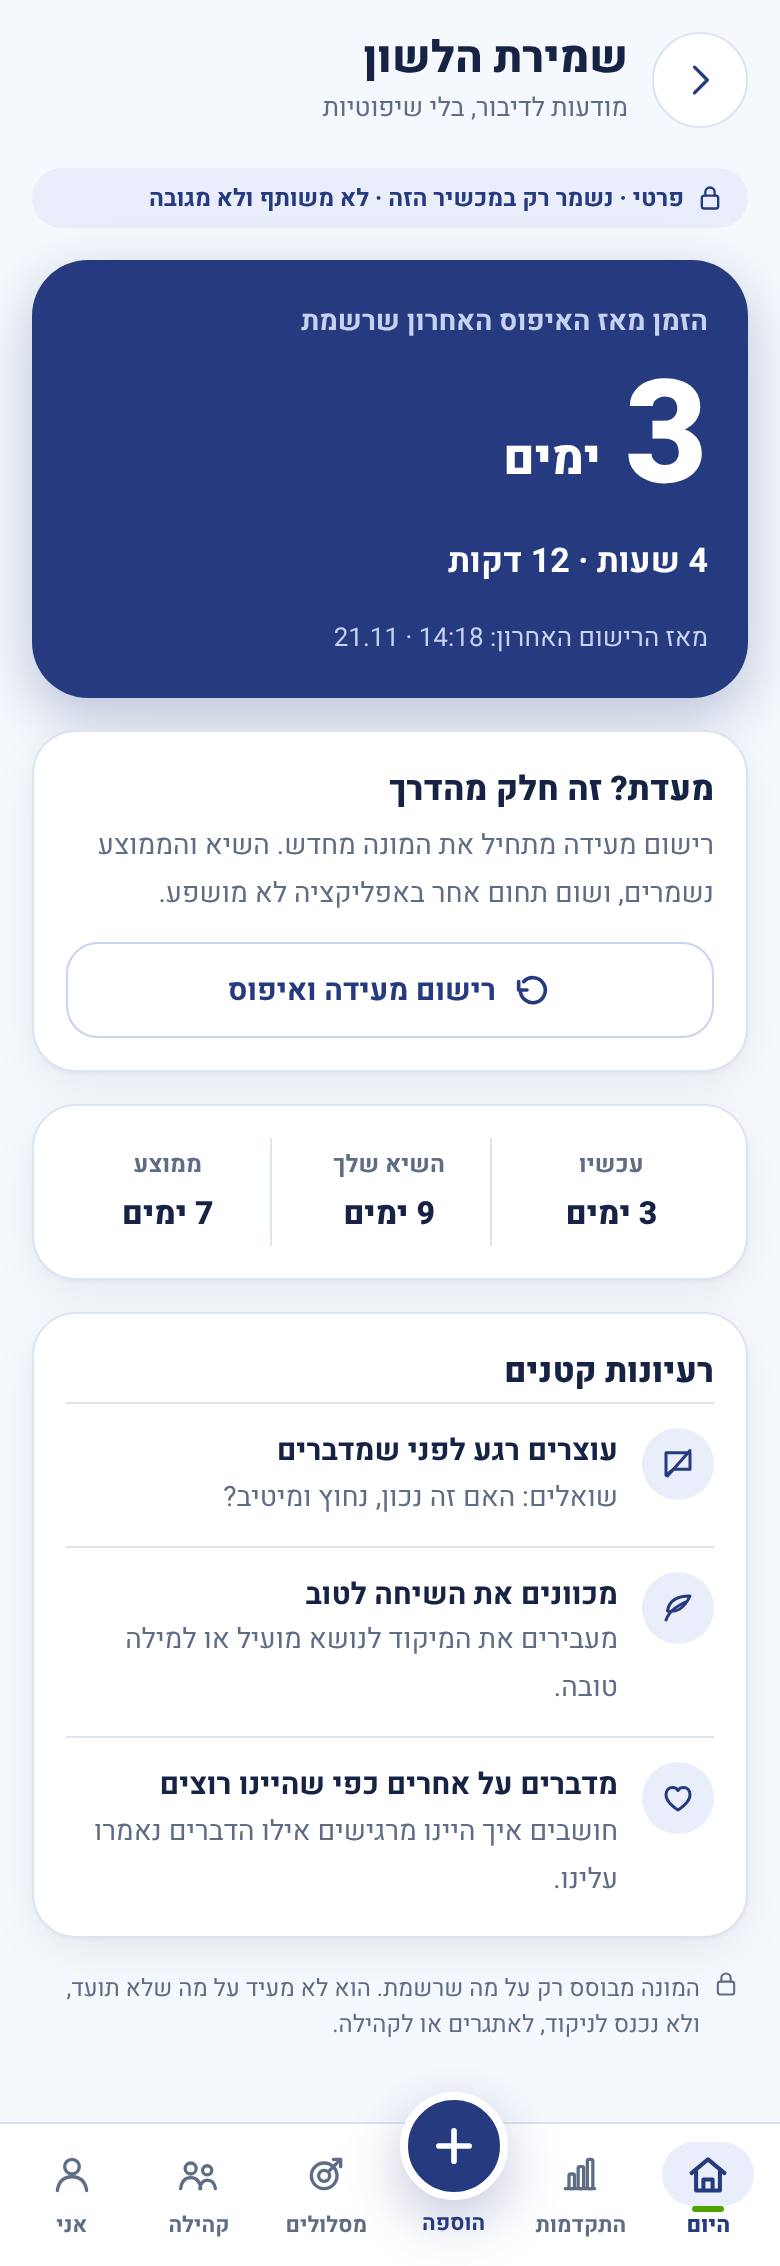 שמירת הלשון
מודעות לדיבור, בלי שיפוטיות
פרטי · נשמר רק במכשיר הזה · לא משותף ולא מגובה
הזמן מאז האיפוס האחרון שרשמת
3 ימים
4 שעות · 12 דקות
מאז הרישום האחרון: 14:18 · 21.11
מעדת? זה חלק מהדרך
רישום מעידה מתחיל את המונה מחדש. השיא והממוצע
נשמרים, ושום תחום אחר באפליקציה לא מושפע.
רישום מעידה ואיפוס
עכשיו
3 ימים
השיא שלך
9 ימים
ממוצע
7 ימים
רעיונות קטנים
עוצרים רגע לפני שמדברים
שואלים: האם זה נכון, נחוץ ומיטיב?
מכוונים את השיחה לטוב
מעבירים את המיקוד לנושא מועיל או למילה
טובה.
מדברים על אחרים כפי שהיינו רוצים
חושבים איך היינו מרגישים אילו הדברים נאמרו
עלינו.
המונה מבוסס רק על מה שרשמת. הוא לא מעיד על מה שלא תועד,
ולא נכנס לניקוד, לאתגרים או לקהילה.
היום
התקדמות
הוספה
מסלולים
קהילה
אני